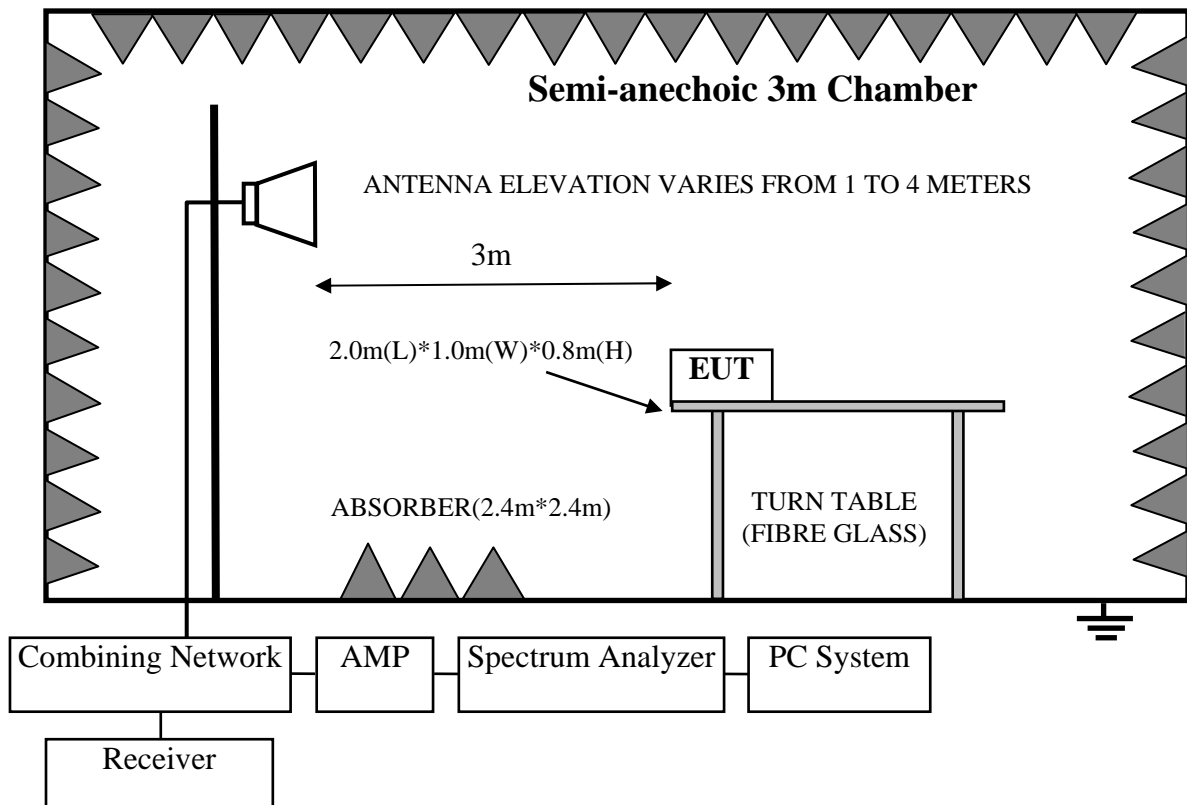 Semi-anechoic 3m Chamber
ANTENNA ELEVATION VARIES FROM 1 TO 4 METERS
3m
2.0m(L)*1.0m(W)*0.8m(H)
EUT
ABSORBER(2.4m*2.4m)
TURN TABLE
(FIBRE GLASS)
Combining Network
AMP
Spectrum Analyzer
PC System
Receiver